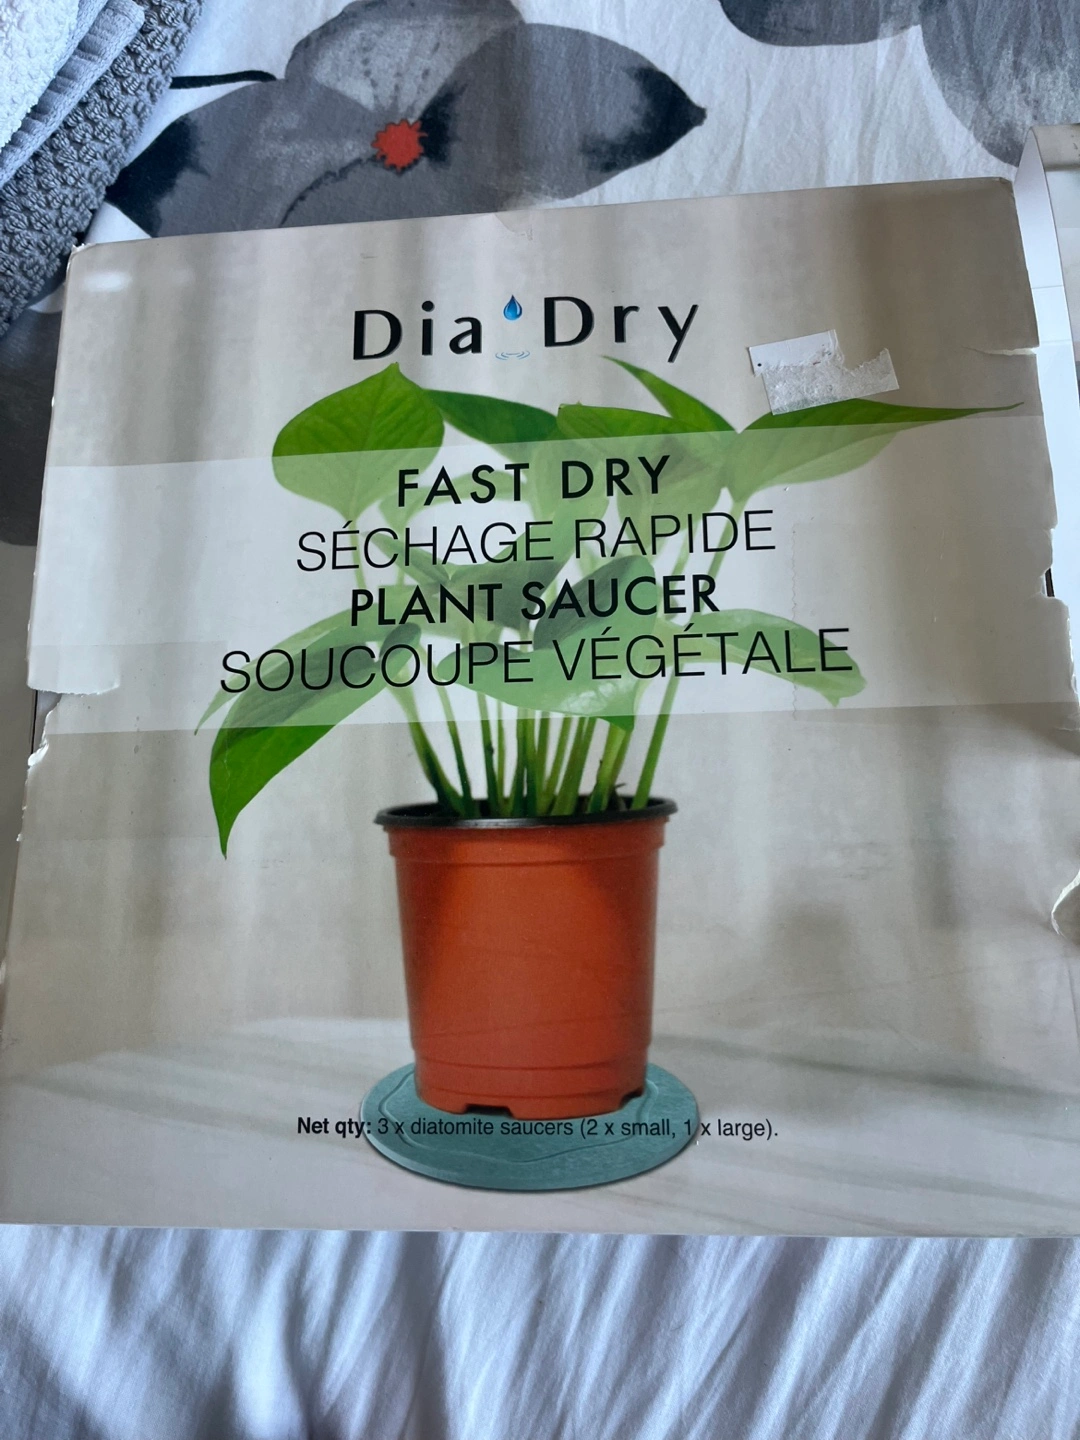 Dia Dry
FAST DRY
SÉCHAGE RAPIDE
PLANT SAUCER
SOUCOUPE VÉGÉTALE
Net qty: 3 x diatomite saucers (2 x small, 1 x large).